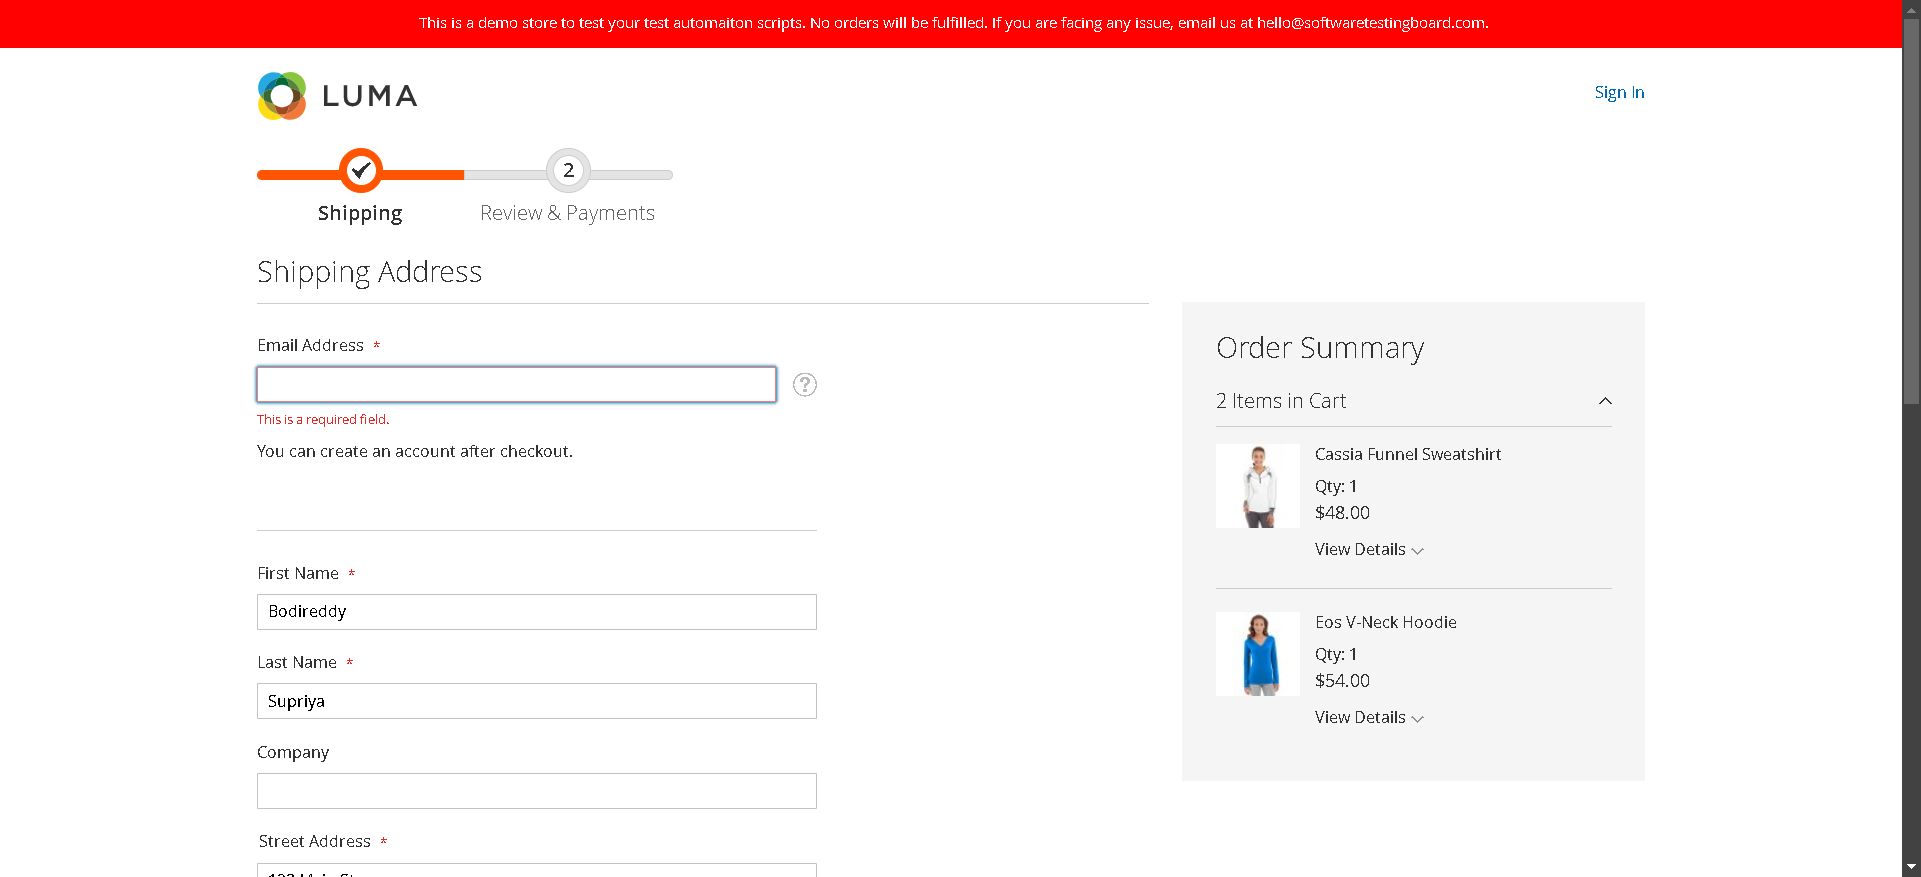 This is a demo store to test your test automaiton scripts. No orders will be fulfilled. If you are facing any issue, email us at hello@softwaretestingboard.com.
LUMA
Sign In
2
Shipping
Review & Payments
Shipping Address
Email Address *
?
This is a required field.
You can create an account after checkout.
First Name *
Bodireddy
Last Name *
Supriya
Company
Street Address *
Order Summary
2 Items in Cart
Cassia Funnel Sweatshirt
Qty: 1
$48.00
View Details
Eos V-Neck Hoodie
Qty: 1
$54.00
View Details